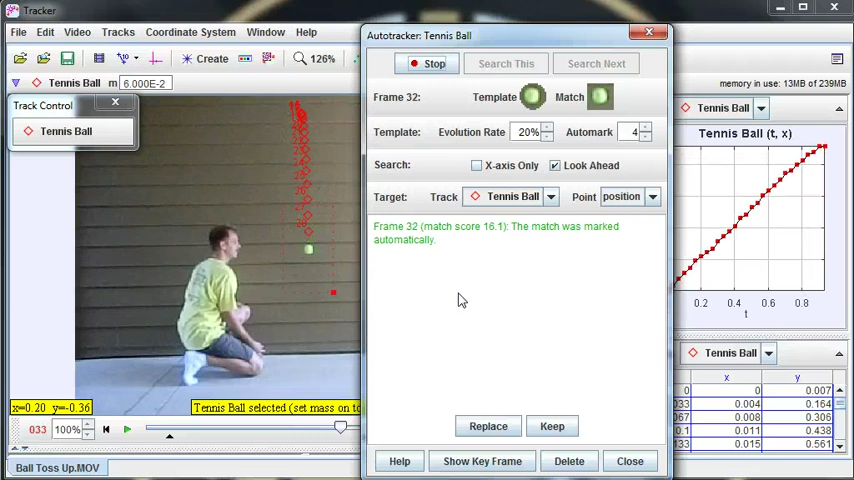 Tracker
File Edit Video Tracks Coordinate System Window Help
Create 126%
Tennis Ball m 6.000E-2
memory in use: 13MB of 239MB
Track Control
Tennis Ball
Autotracker: Tennis Ball
Stop Search This Search Next
Frame 32: Template Match
Template: Evolution Rate 20% Automark 4
Search: X-axis Only Look Ahead
Target: Track Tennis Ball Point position
Frame 32 (match score 16.1): The match was marked
automatically.
Replace Keep
Help Show Key Frame Delete Close
Tennis Ball
Tennis Ball (t, x)
0.2 0.4 0.6 0.8
t
Tennis Ball
x y
0 0 0.007
033 0.004 0.164
067 0.008 0.306
0.1 0.011 0.438
133 0.015 0.561
x=0.20 y=-0.36
Tennis Ball selected (set mass on to
033 100%
Ball Toss Up.MOV